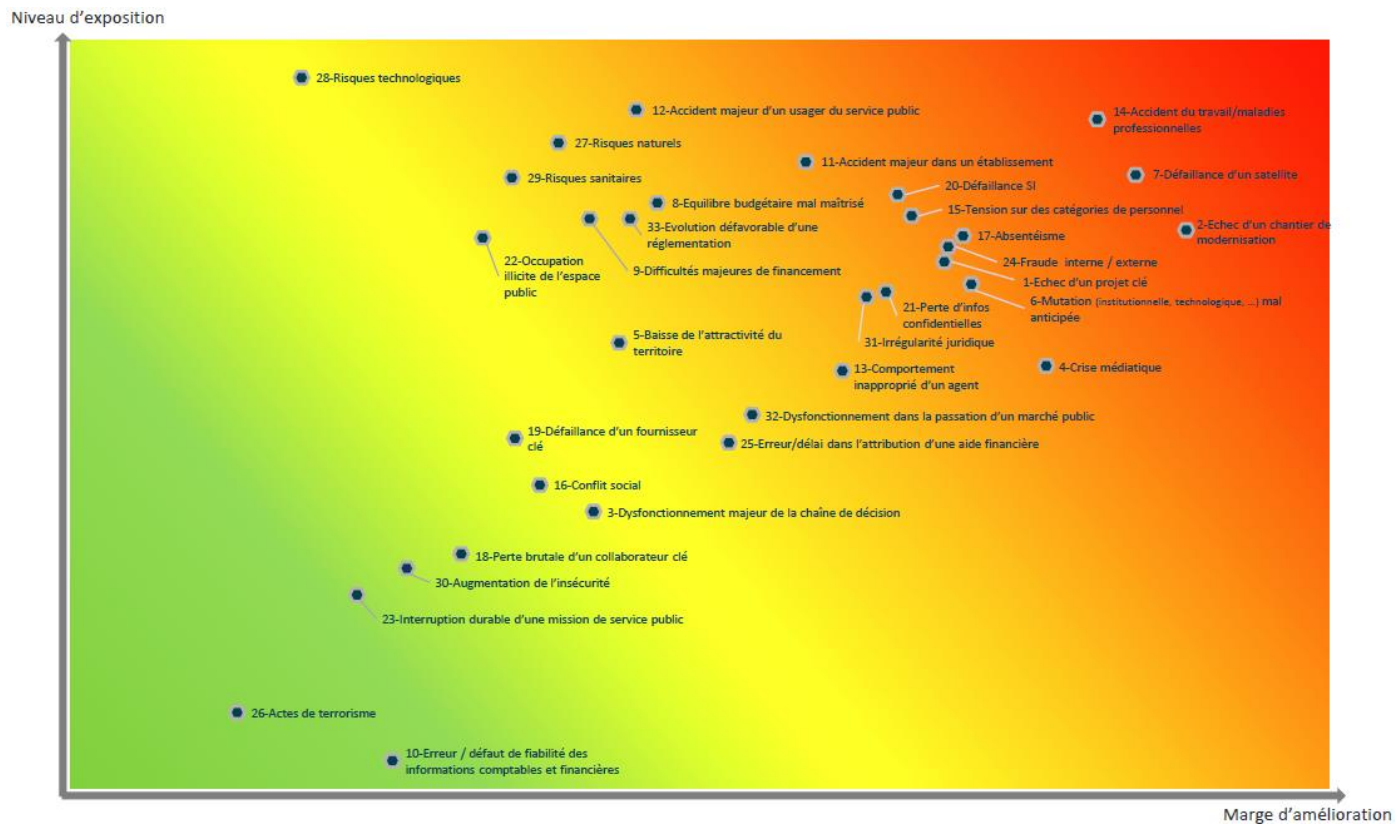 Niveau d'exposition
28-Risques technologiques
12-Accident majeur d'un usager du service public
14-Accident du travail/maladies
professionnelles
27-Risques naturels
11-Accident majeur dans un établissement
29-Risques sanitaires
7-Défaillance d'un satellite
20-Défaillance SI
8-Equilibre budgétaire mal maîtrisé
15-Tension sur des catégories de personnel
33-Evolution défavorable d'une
réglementation
2-Echec d'un chantier de
modernisation
17-Absentéisme
22-Occupation
illicite de l'espace
public
9-Difficultés majeures de financement
24-Fraude interne / externe
1-Echec d'un projet clé
6-Mutation (institutionnelle, technologique, ...) mal
anticipée
21-Perte d'infos
confidentielles
31-Irrégularité juridique
5-Baisse de l'attractivité du
territoire
13-Comportement
inapproprié d'un agent
4-Crise médiatique
32-Dysfonctionnement dans la passation d'un marché public
19-Défaillance d'un fournisseur
clé
25-Erreur/délai dans l'attribution d'une aide financière
16-Conflit social
3-Dysfonctionnement majeur de la chaîne de décision
18-Perte brutale d'un collaborateur clé
30-Augmentation de l'insécurité
23-Interruption durable d'une mission de service public
26-Actes de terrorisme
10-Erreur / défaut de fiabilité des
informations comptables et financières
Marge d'amélioration